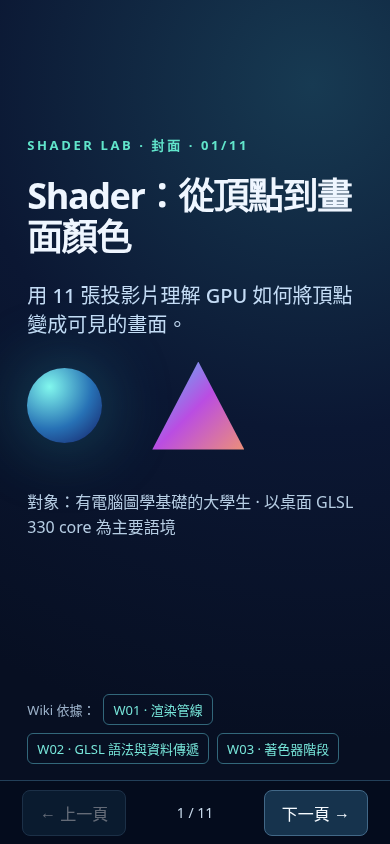 SHADER LAB · 封面 · 01/11
Shader：從頂點到畫
面顏色
用 11 張投影片理解 GPU 如何將頂點
變成可見的畫面。
對象：有電腦圖學基礎的大學生 · 以桌面 GLSL
330 core 為主要語境
Wiki 依據： W01 · 渲染管線
W02 · GLSL 語法與資料傳遞 W03 · 著色器階段
← 上一頁 1 / 11 下一頁 →